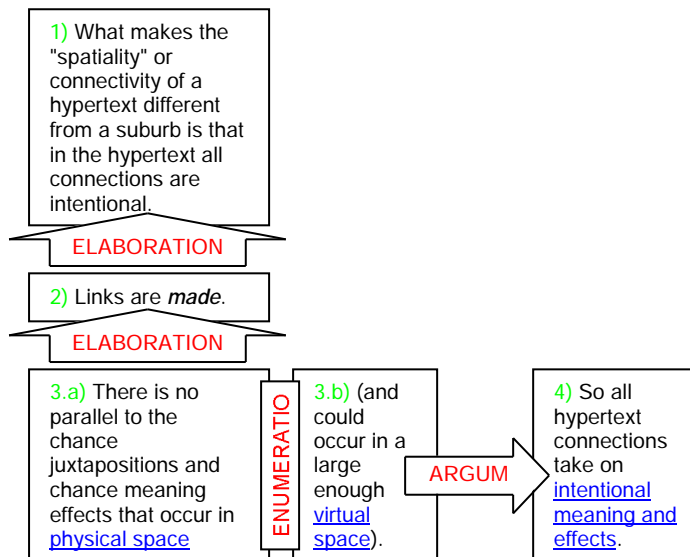 1) What makes the
"spatiality" or
connectivity of a
hypertext different
from a suburb is that
in the hypertext all
connections are
intentional.
ELABORATION
2) Links are made.
ELABORATION
3.a) There is no
parallel to the
chance
juxtapositions and
chance meaning
effects that occur in
physical space
ENUMERATIO
3.b) (and
could
occur in a
large
enough
virtual
space).
ARGUM
4) So all
hypertext
connections
take on
intentional
meaning and
effects.